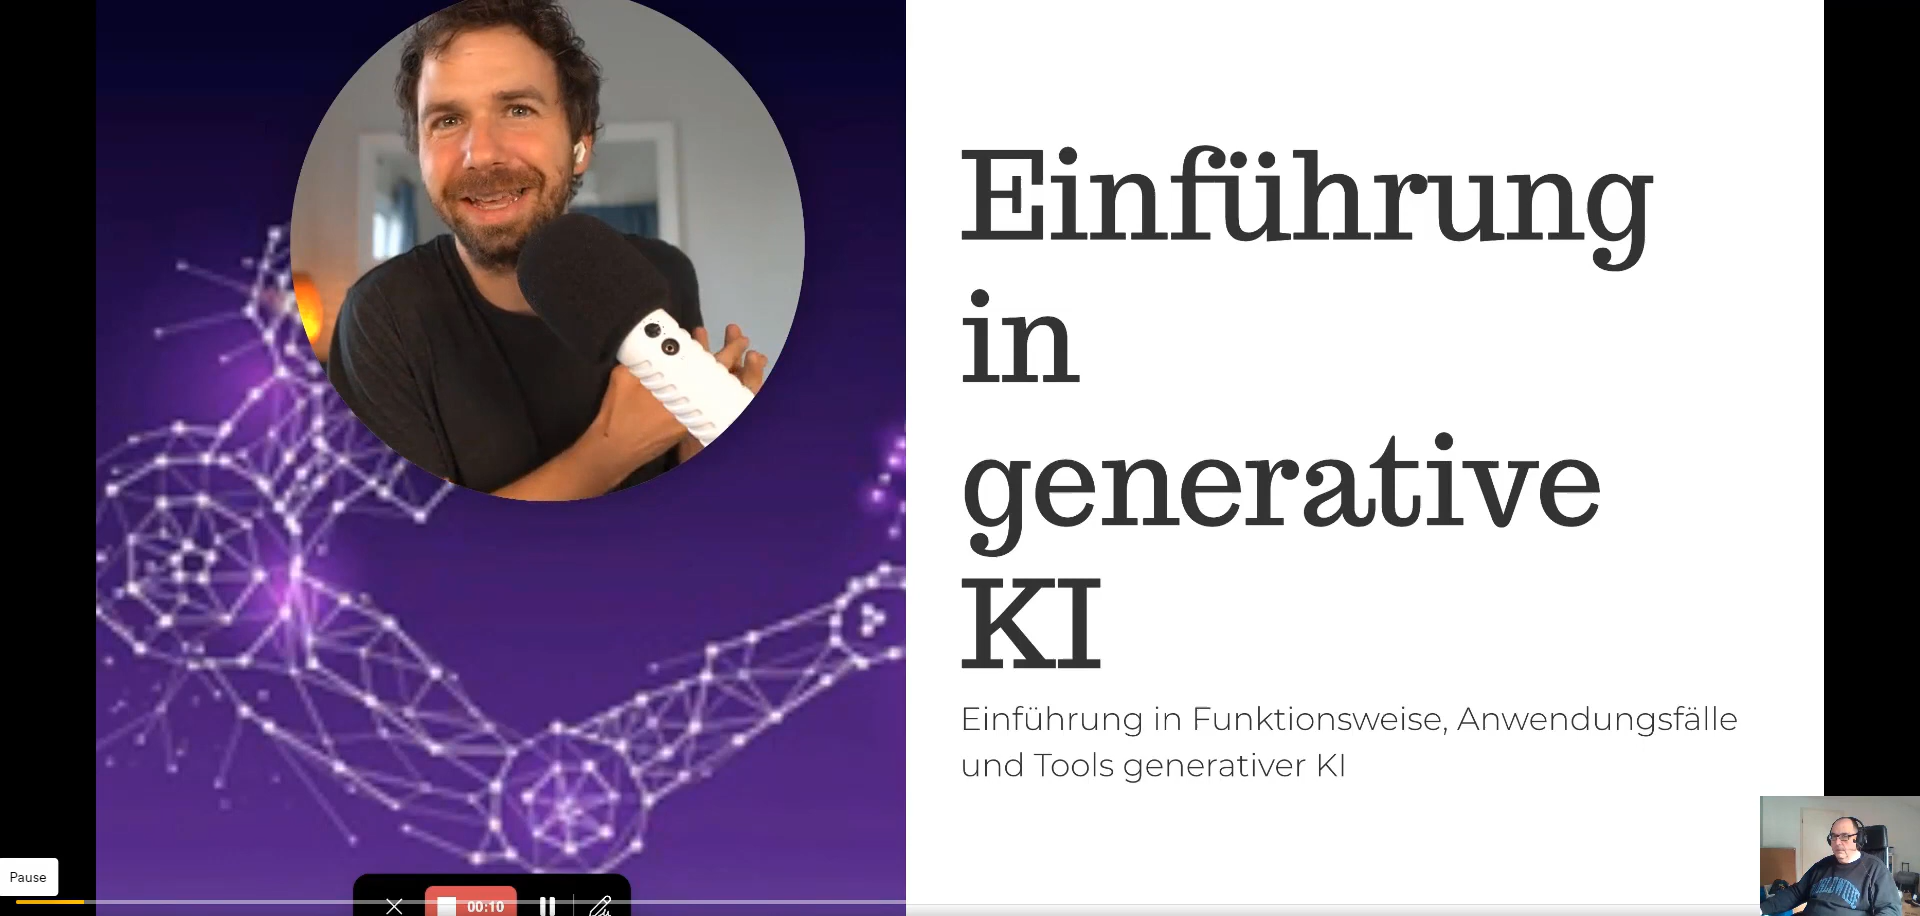 Einführung
in
generative
KI
Einführung in Funktionsweise, Anwendungsfälle
und Tools generativer KI
Pause
00:10